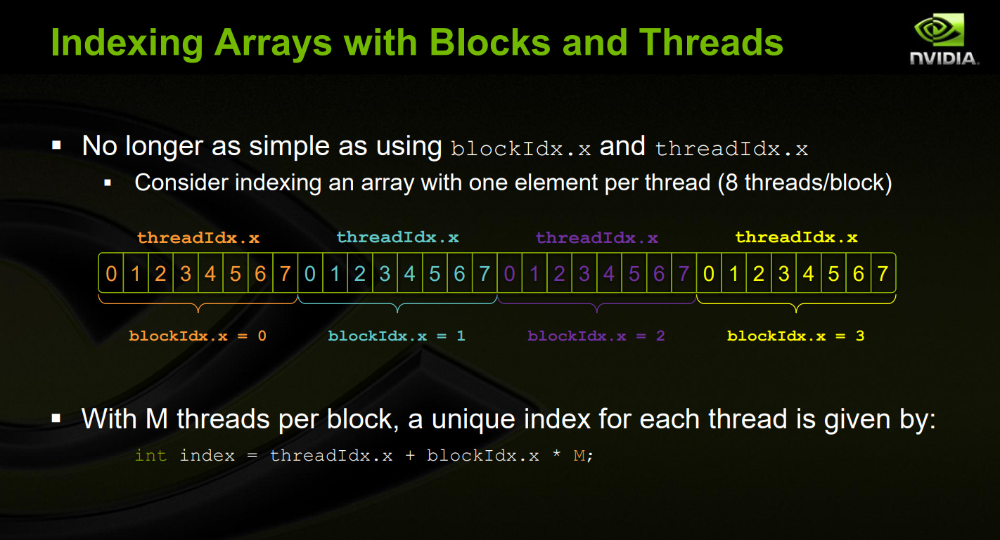 Indexing Arrays with Blocks and Threads
NVIDIA.
▪ No longer as simple as using blockIdx.x and threadIdx.x
▪ Consider indexing an array with one element per thread (8 threads/block)
threadIdx.x threadIdx.x threadIdx.x threadIdx.x
0 1 2 3 4 5 6 7 0 1 2 3 4 5 6 7 0 1 2 3 4 5 6 7 0 1 2 3 4 5 6 7
blockIdx.x = 0 blockIdx.x = 1 blockIdx.x = 2 blockIdx.x = 3
▪ With M threads per block, a unique index for each thread is given by:
int index = threadIdx.x + blockIdx.x * M;